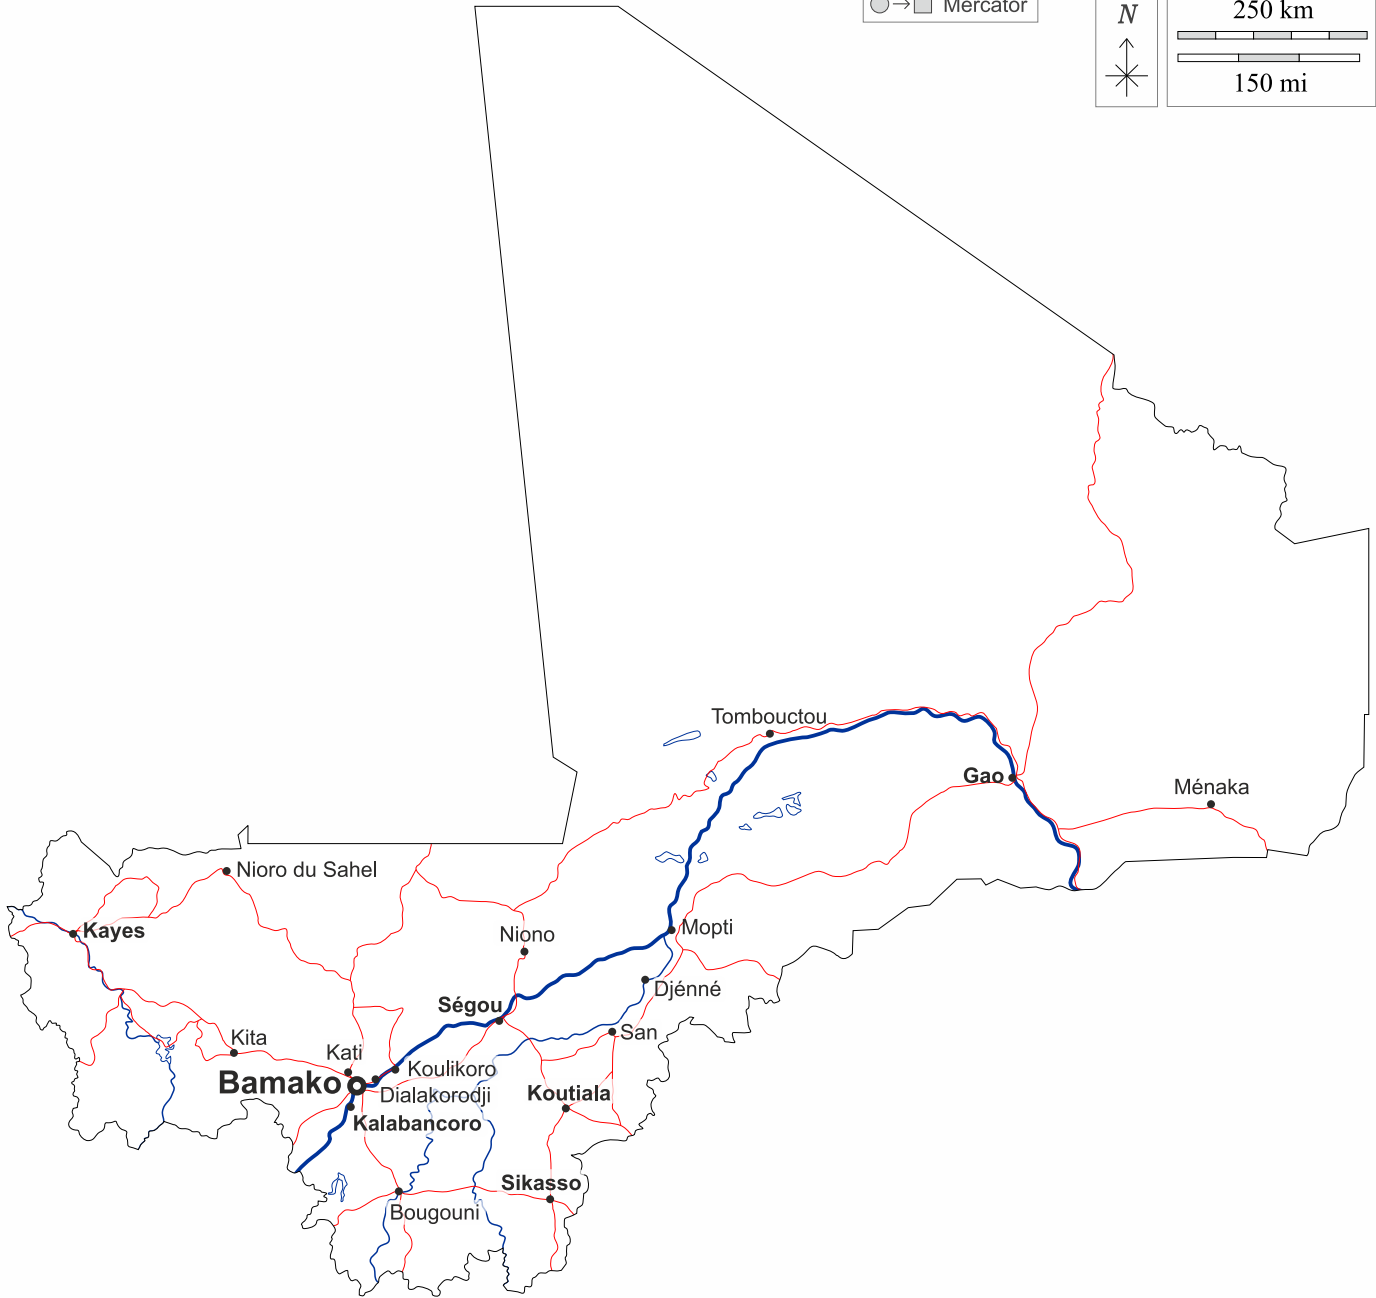 Mercator
N
250 km
150 mi
Tombouctou
Gao
Ménaka
Nioro du Sahel
Kayes
Niono
Mopti
Djénné
Ségou
San
Kita
Kati
Koulikoro
Bamako
Dialakorodji
Koutiala
Kalabancoro
Sikasso
Bougouni